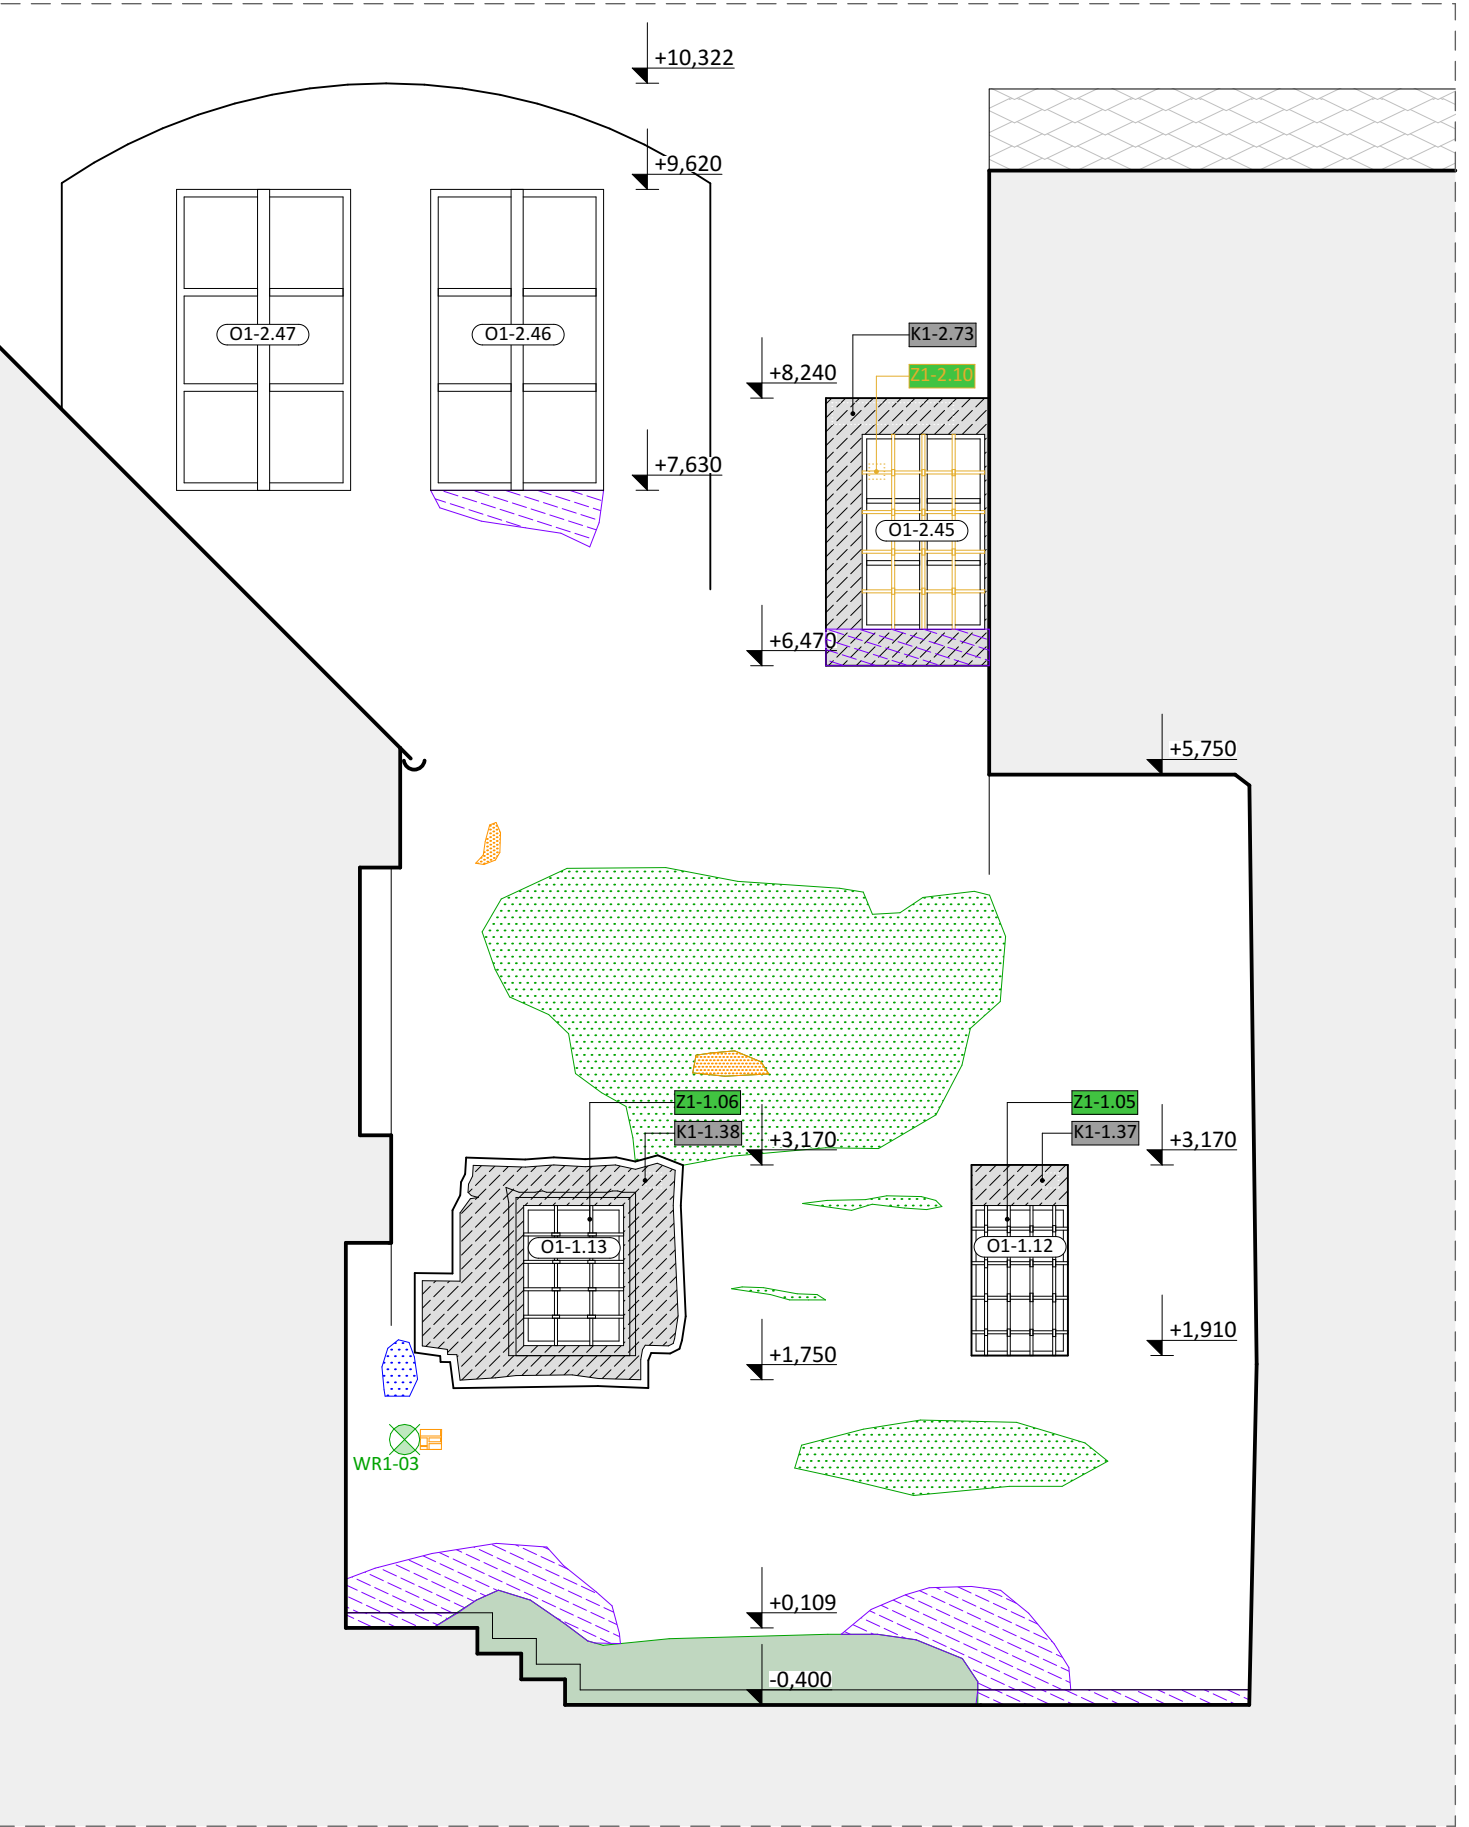 +10,322
+9,620
O1-2.47
O1-2.46
K1-2.73
+8,240
Z1-2.10
+7,630
O1-2.45
+6,470
+5,750
Z1-1.06
Z1-1.05
K1-1.38
+3,170
K1-1.37
+3,170
O1-1.13
O1-1.12
+1,910
+1,750
WR1-03
+0,109
-0,400